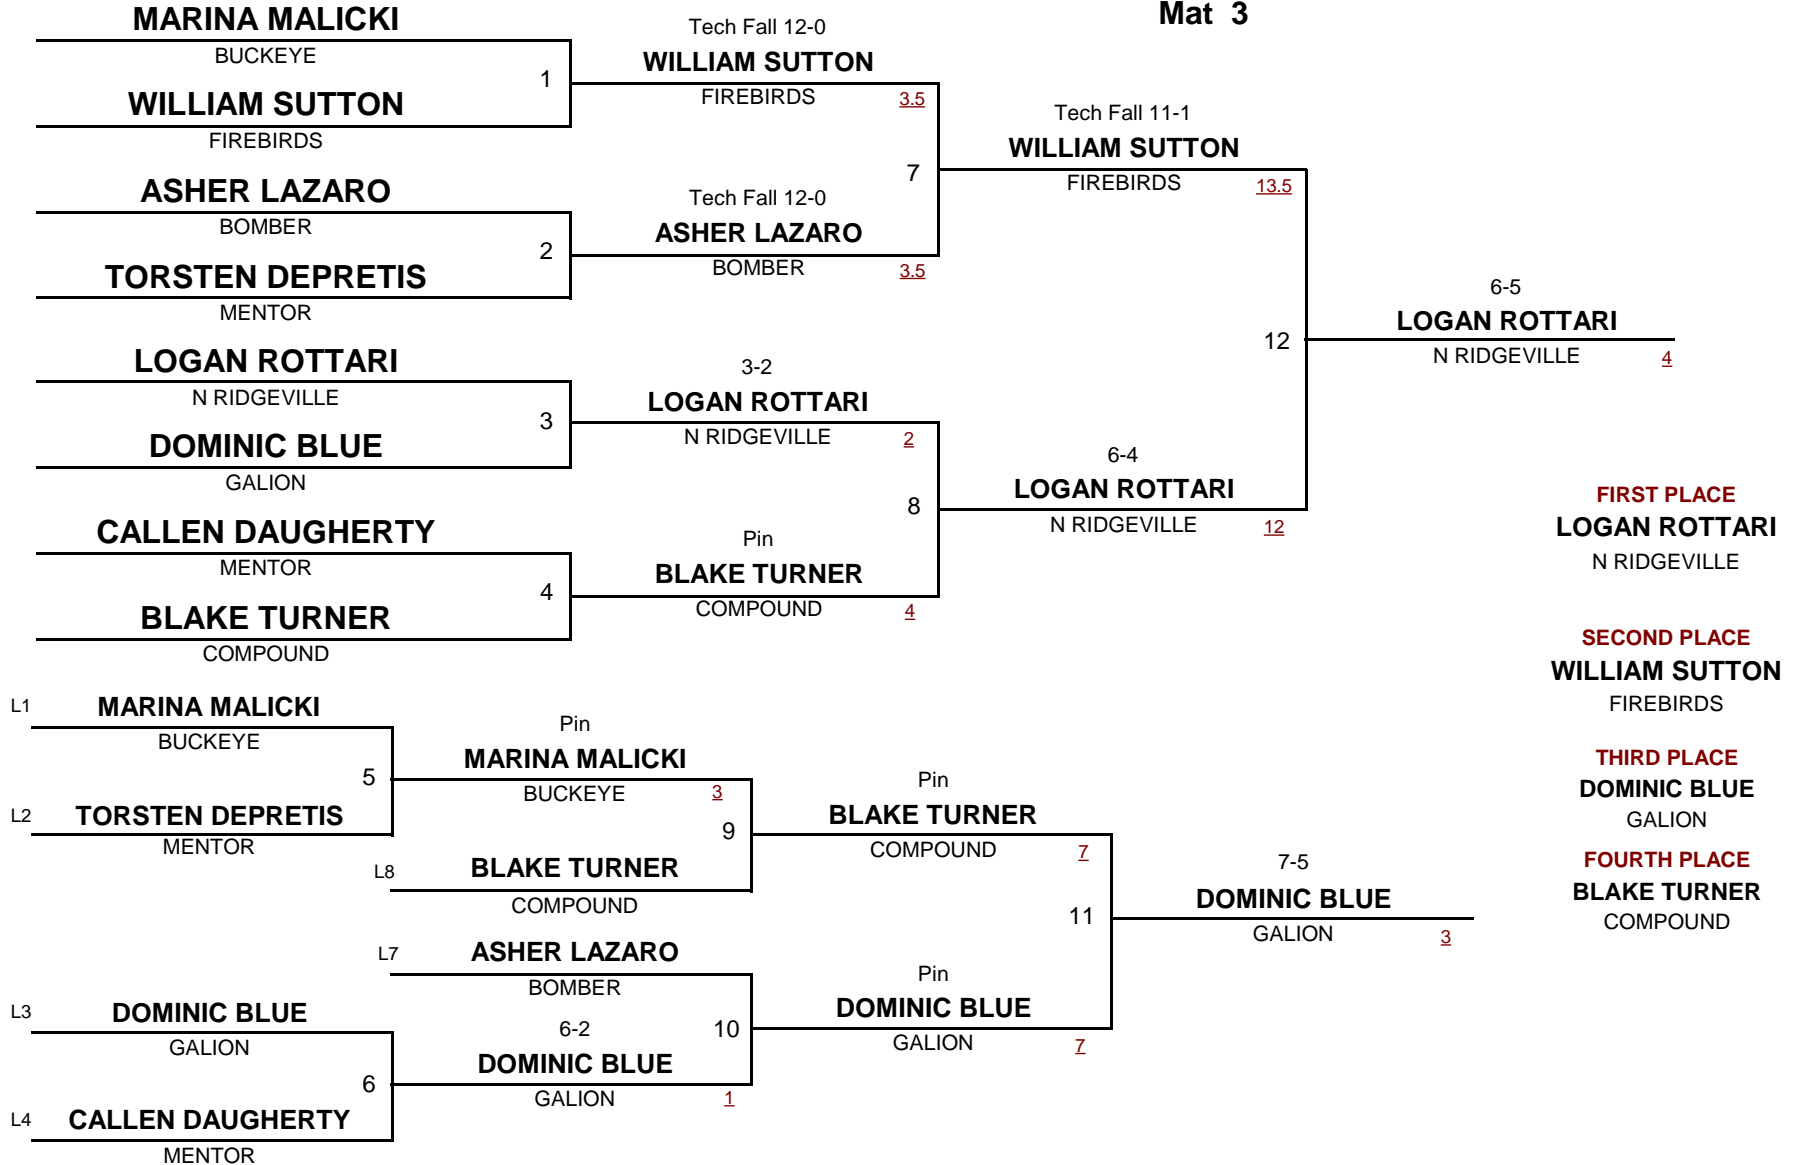 Mat 3
MARINA MALICKI
BUCKEYE
1
WILLIAM SUTTON
FIREBIRDS
ASHER LAZARO
BOMBER
2
TORSTEN DEPRETIS
MENTOR
LOGAN ROTTARI
N RIDGEVILLE
3
DOMINIC BLUE
GALION
CALLEN DAUGHERTY
MENTOR
4
BLAKE TURNER
COMPOUND
Tech Fall 12-0
WILLIAM SUTTON
FIREBIRDS 3.5
7
Tech Fall 12-0
ASHER LAZARO
BOMBER 3.5
3-2
LOGAN ROTTARI
N RIDGEVILLE 2
8
Pin
BLAKE TURNER
COMPOUND 4
Tech Fall 11-1
WILLIAM SUTTON
FIREBIRDS 13.5
12
6-4
LOGAN ROTTARI
N RIDGEVILLE 12
6-5
LOGAN ROTTARI
N RIDGEVILLE 4
FIRST PLACE
LOGAN ROTTARI
N RIDGEVILLE
SECOND PLACE
WILLIAM SUTTON
FIREBIRDS
THIRD PLACE
DOMINIC BLUE
GALION
FOURTH PLACE
BLAKE TURNER
COMPOUND
L1 MARINA MALICKI
BUCKEYE
5
L2 TORSTEN DEPRETIS
MENTOR
L3 DOMINIC BLUE
GALION
6
L4 CALLEN DAUGHERTY
MENTOR
Pin
MARINA MALICKI
BUCKEYE 3
9
L8 BLAKE TURNER
COMPOUND
L7 ASHER LAZARO
BOMBER
6-2 10
DOMINIC BLUE
GALION 1
Pin
BLAKE TURNER
COMPOUND 7
11
Pin
DOMINIC BLUE
GALION 7
7-5
DOMINIC BLUE
GALION 3